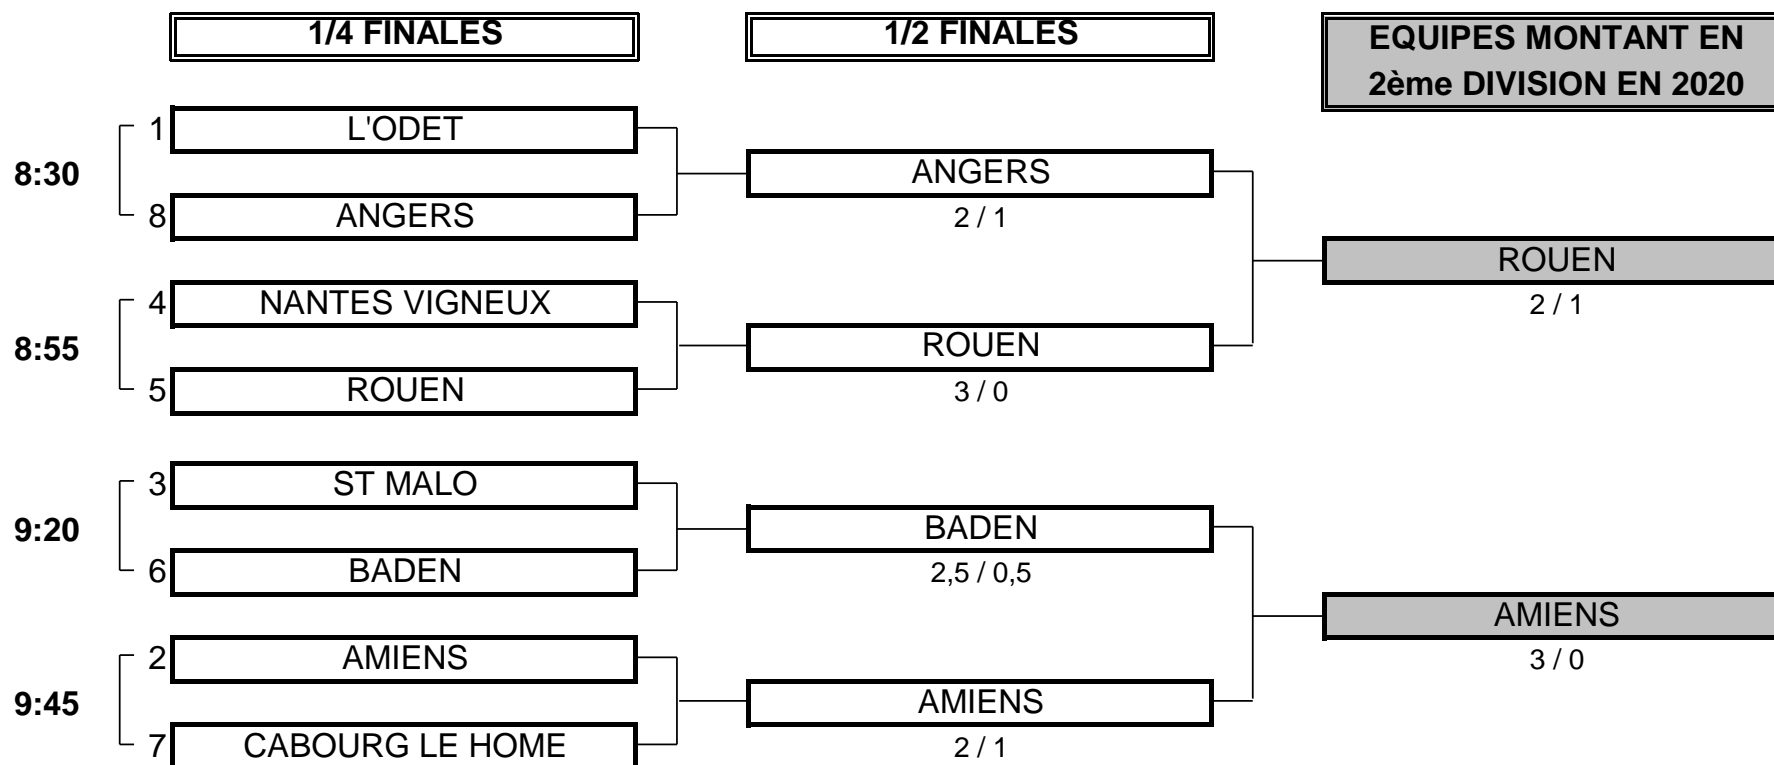 1/4 FINALES
1/2 FINALES
EQUIPES MONTANT EN
2ème DIVISION EN 2020
8:30
1 L'ODET
8 ANGERS
ANGERS
2 / 1
8:55
4 NANTES VIGNEUX
5 ROUEN
ROUEN
3 / 0
ROUEN
2 / 1
9:20
3 ST MALO
6 BADEN
BADEN
2,5 / 0,5
9:45
2 AMIENS
7 CABOURG LE HOME
AMIENS
2 / 1
AMIENS
3 / 0